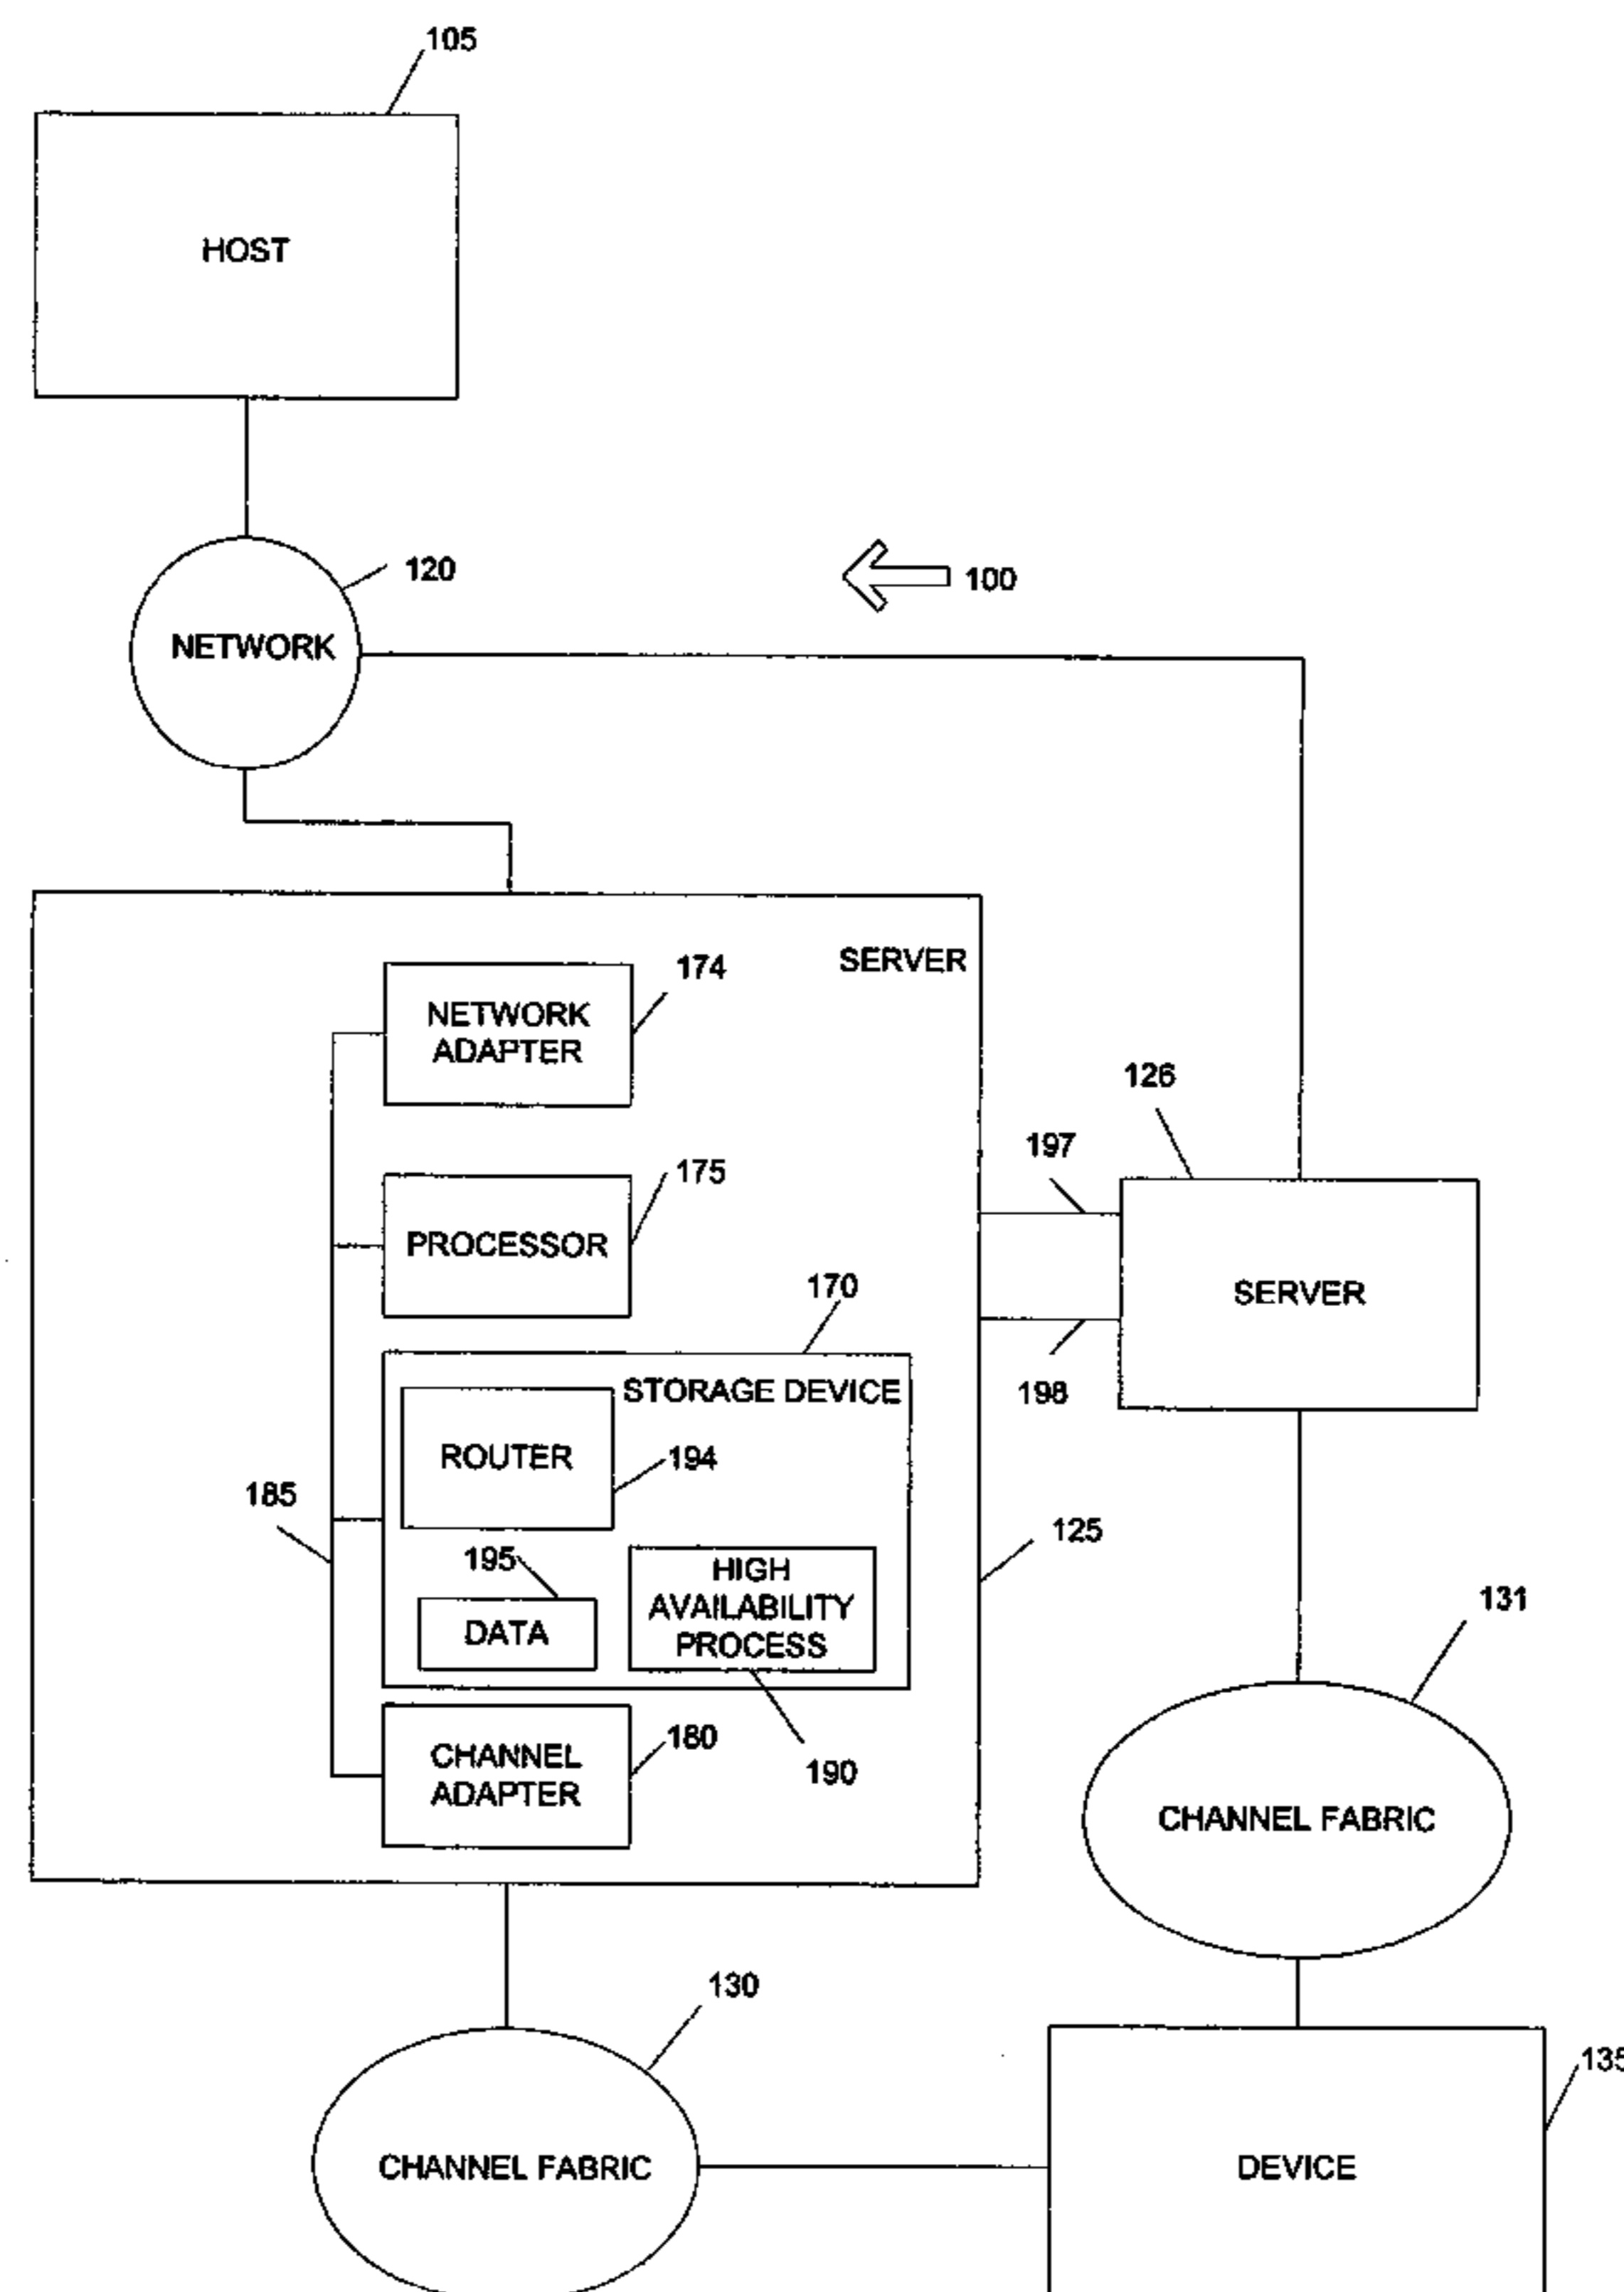 105
HOST
120
100
NETWORK
SERVER
174
NETWORK
ADAPTER
126
197
175
PROCESSOR
170
SERVER
STORAGE DEVICE
198
ROUTER
194
185
125
195
HIGH
AVAILABILITY
PROCESS
DATA
131
180
CHANNEL
ADAPTER
190
CHANNEL FABRIC
130
135
CHANNEL FABRIC
DEVICE